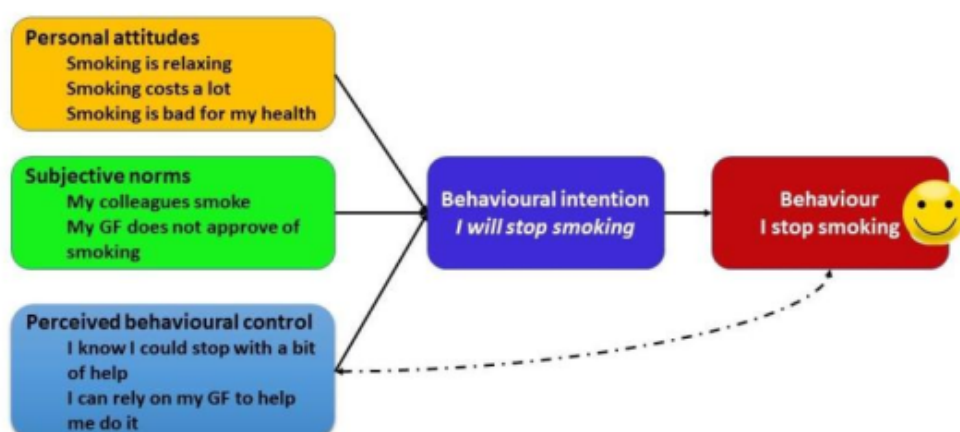 Personal attitudes
Smoking is relaxing
Smoking costs a lot
Smoking is bad for my health
Subjective norms
My colleagues smoke
My GF does not approve of
smoking
Perceived behavioural control
I know I could stop with a bit
of help
I can rely on my GF to help
me do it
Behavioural intention
I will stop smoking
Behaviour
I stop smoking